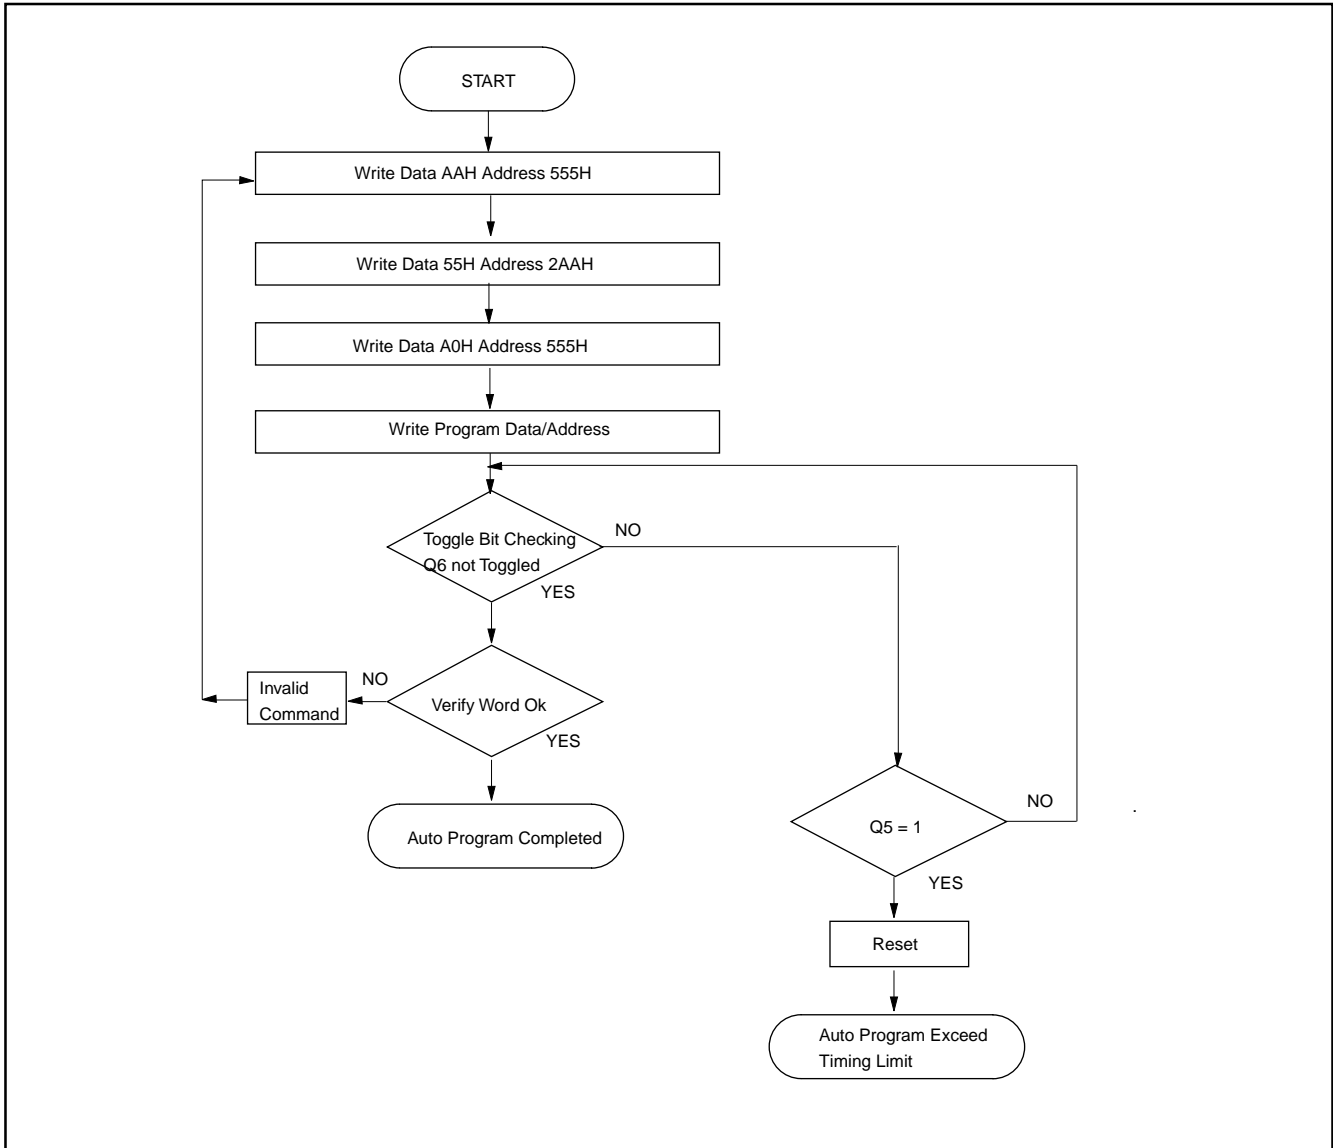 START
Write Data AAH Address 555H
Write Data 55H Address 2AAH
Write Data A0H Address 555H
Write Program Data/Address
Toggle Bit Checking
Q6 not Toggled
NO
YES
Invalid
Command
NO
Verify Word Ok
YES
Auto Program Completed
Q5 = 1
NO
YES
Reset
Auto Program Exceed
Timing Limit